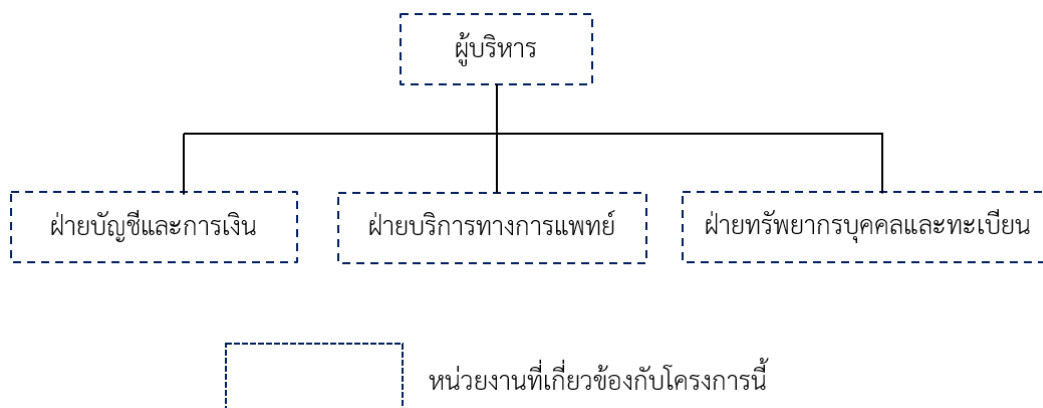 ผู้บริหาร
ฝ่ายบัญชีและการเงิน
ฝ่ายบริการทางการแพทย์
ฝ่ายทรัพยากรบุคคลและทะเบียน
หน่วยงานที่เกี่ยวข้องกับโครงการนี้